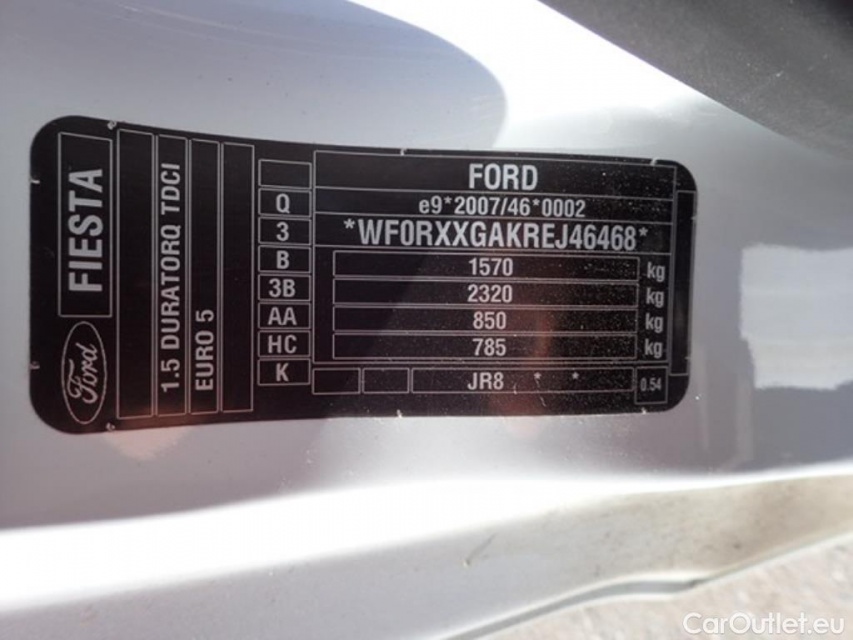 FIESTA
Ford
1.5 DURATORQ TDCI
EURO 5
FORD
Q
e9*2007/46*0002
3
*WF0RXXGAKREJ46468*
B
1570 kg
3B
2320 kg
AA
850 kg
HC
785 kg
K
JR8 * *
0.54
CarOutlet.eu